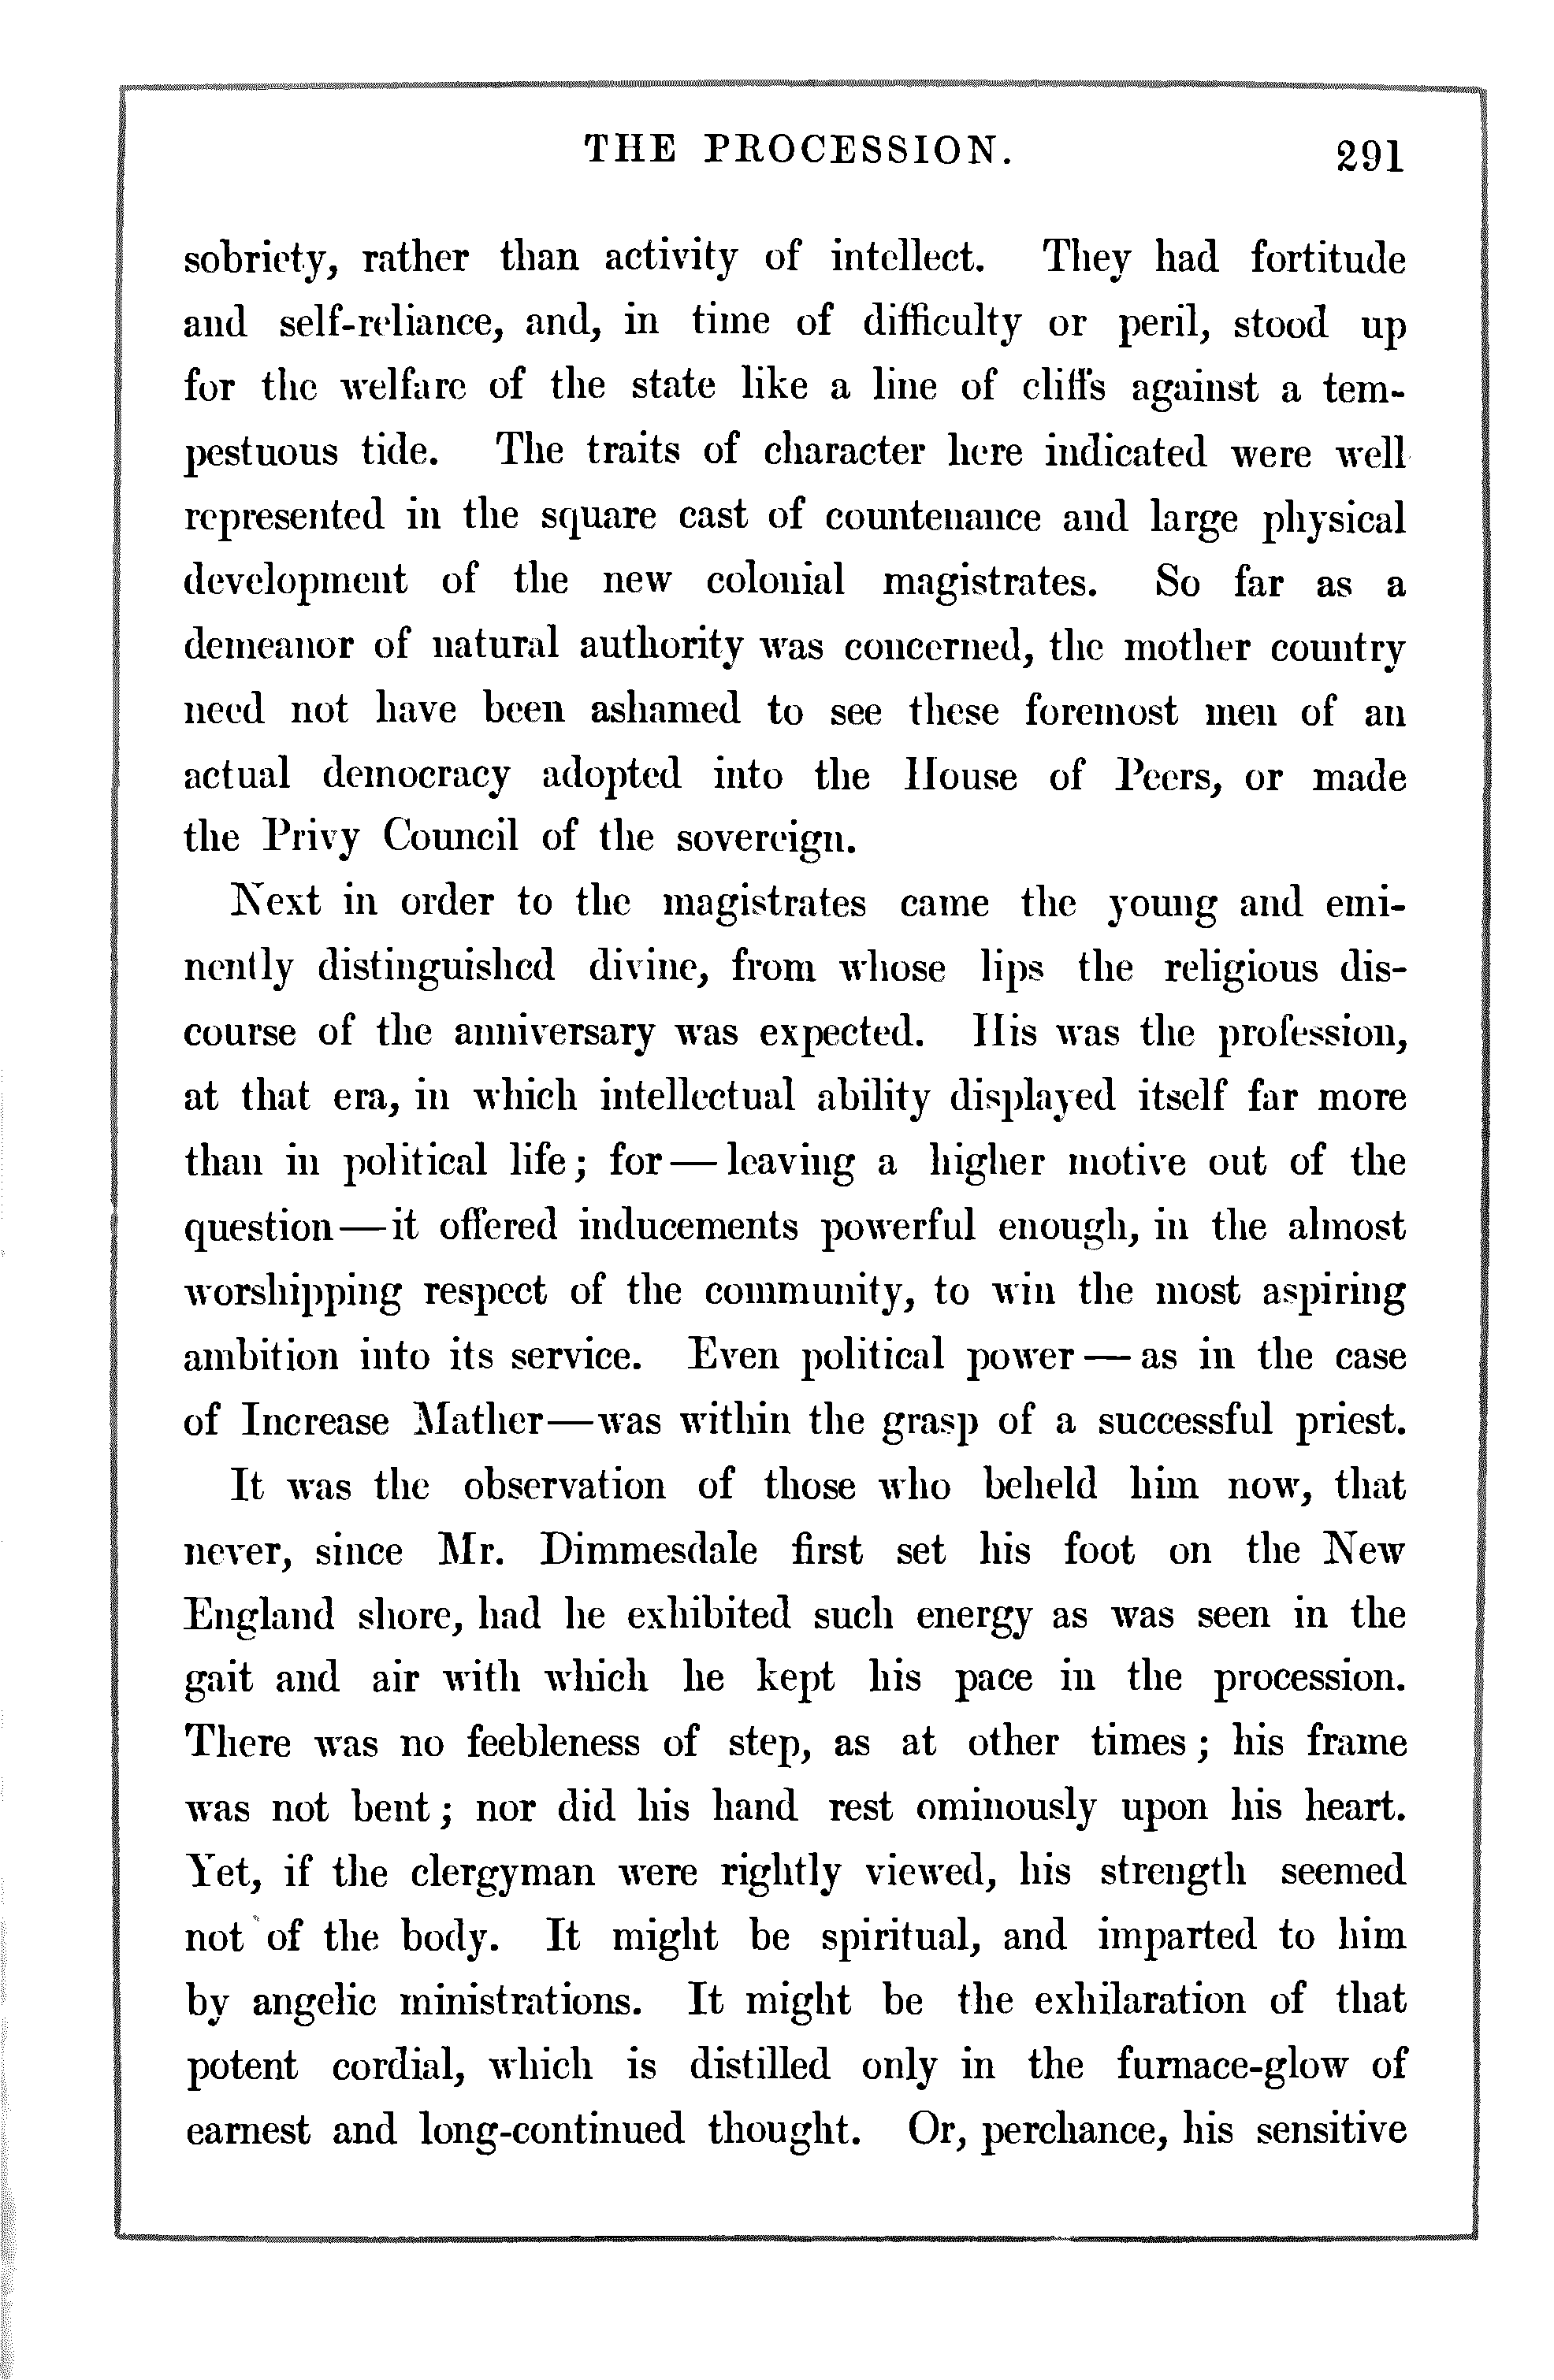 THE PROCESSION. 291
sobriety, rather than activity of intellect. They had fortitude
and self-reliance, and, in time of difficulty or peril, stood up
for the welfare of the state like a line of cliffs against a tem-
pestuous tide. The traits of character here indicated were well
represented in the square cast of countenance and large physical
development of the new colonial magistrates. So far as a
demeanor of natural authority was concerned, the mother country
need not have been ashamed to see these foremost men of an
actual democracy adopted into the House of Peers, or made
the Privy Council of the sovereign.
Next in order to the magistrates came the young and emi-
nently distinguished divine, from whose lips the religious dis-
course of the anniversary was expected. His was the profession,
at that era, in which intellectual ability displayed itself far more
than in political life; for — leaving a higher motive out of the
question — it offered inducements powerful enough, in the almost
worshipping respect of the community, to win the most aspiring
ambition into its service. Even political power — as in the case
of Increase Mather — was within the grasp of a successful priest.
It was the observation of those who beheld him now, that
never, since Mr. Dimmesdale first set his foot on the New
England shore, had he exhibited such energy as was seen in the
gait and air with which he kept his pace in the procession.
There was no feebleness of step, as at other times; his frame
was not bent; nor did his hand rest ominously upon his heart.
Yet, if the clergyman were rightly viewed, his strength seemed
not of the body. It might be spiritual, and imparted to him
by angelic ministrations. It might be the exhilaration of that
potent cordial, which is distilled only in the furnace-glow of
earnest and long-continued thought. Or, perchance, his sensitive